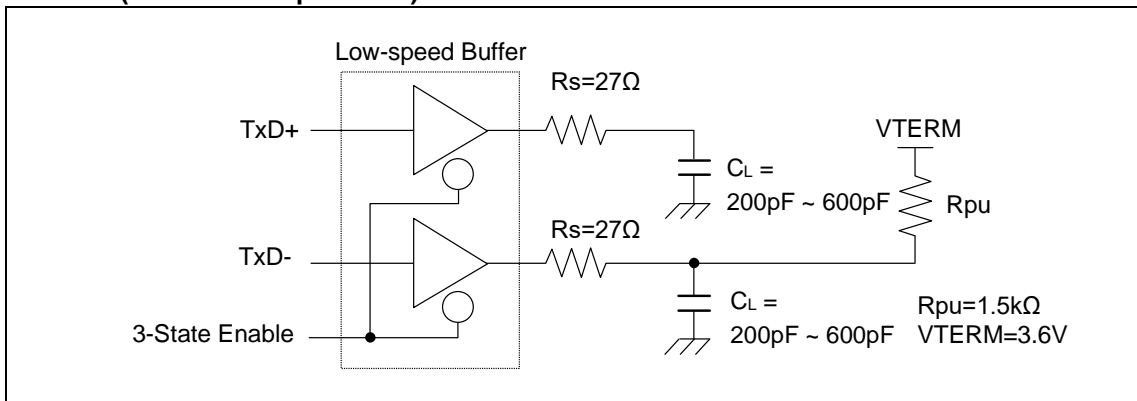 Low-speed Buffer
Rs=27Ω
TxD+
VTERM
CL =
200pF ~ 600pF
Rpu
Rs=27Ω
TxD-
CL =
200pF ~ 600pF
Rpu=1.5kΩ
VTERM=3.6V
3-State Enable